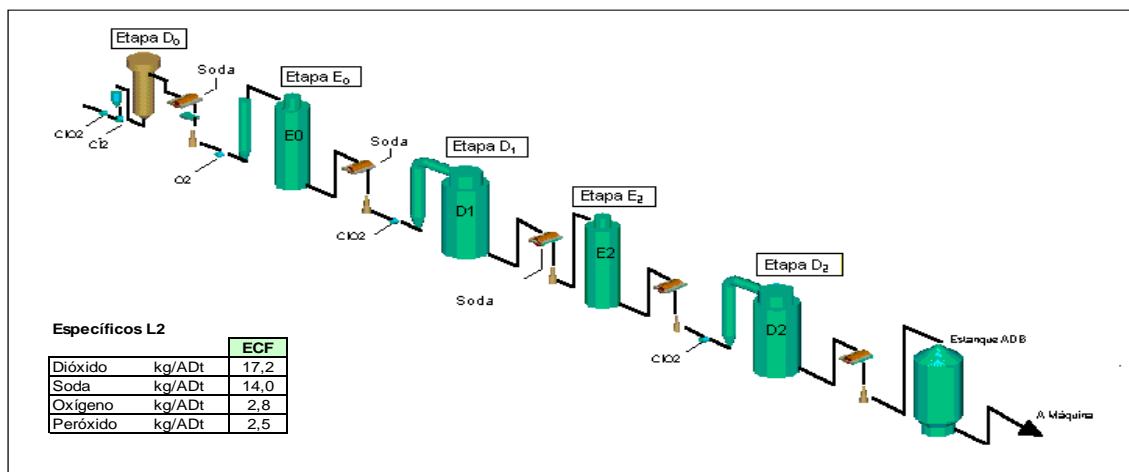 Etapa D0
Soda
Etapa E0
ClO2
Cl2
E0
O2
Soda
Etapa D1
D1
Etapa E2
ClO2
E2
Soda
Etapa D2
D2
ClO2
Estanque ADB
A Máquina
Específicos L2
ECF
Dióxido kg/ADt 17,2
Soda kg/ADt 14,0
Oxígeno kg/ADt 2,8
Peróxido kg/ADt 2,5